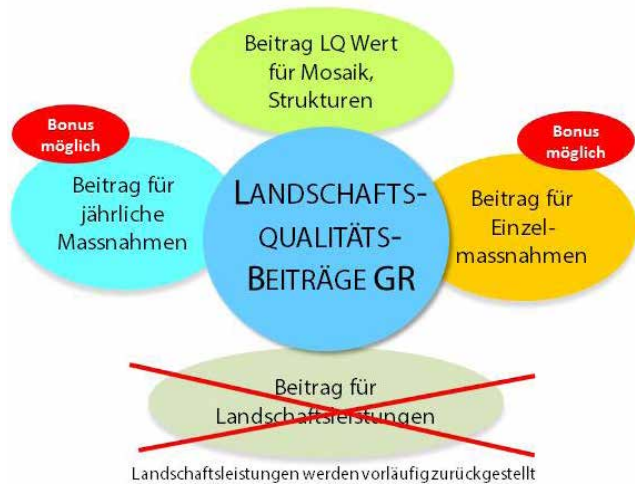 Beitrag LQ Wert
für Mosaik,
Strukturen
Bonus
möglich
Beitrag für
jährliche
Massnahmen
LANDSCHAFTS-
QUALITÄTS-
BEITRÄGE GR
Bonus
möglich
Beitrag für
Einzel-
massnahmen
Beitrag für
Landschaftsleistungen
Landschaftsleistungen werden vorläufig zurückgestellt